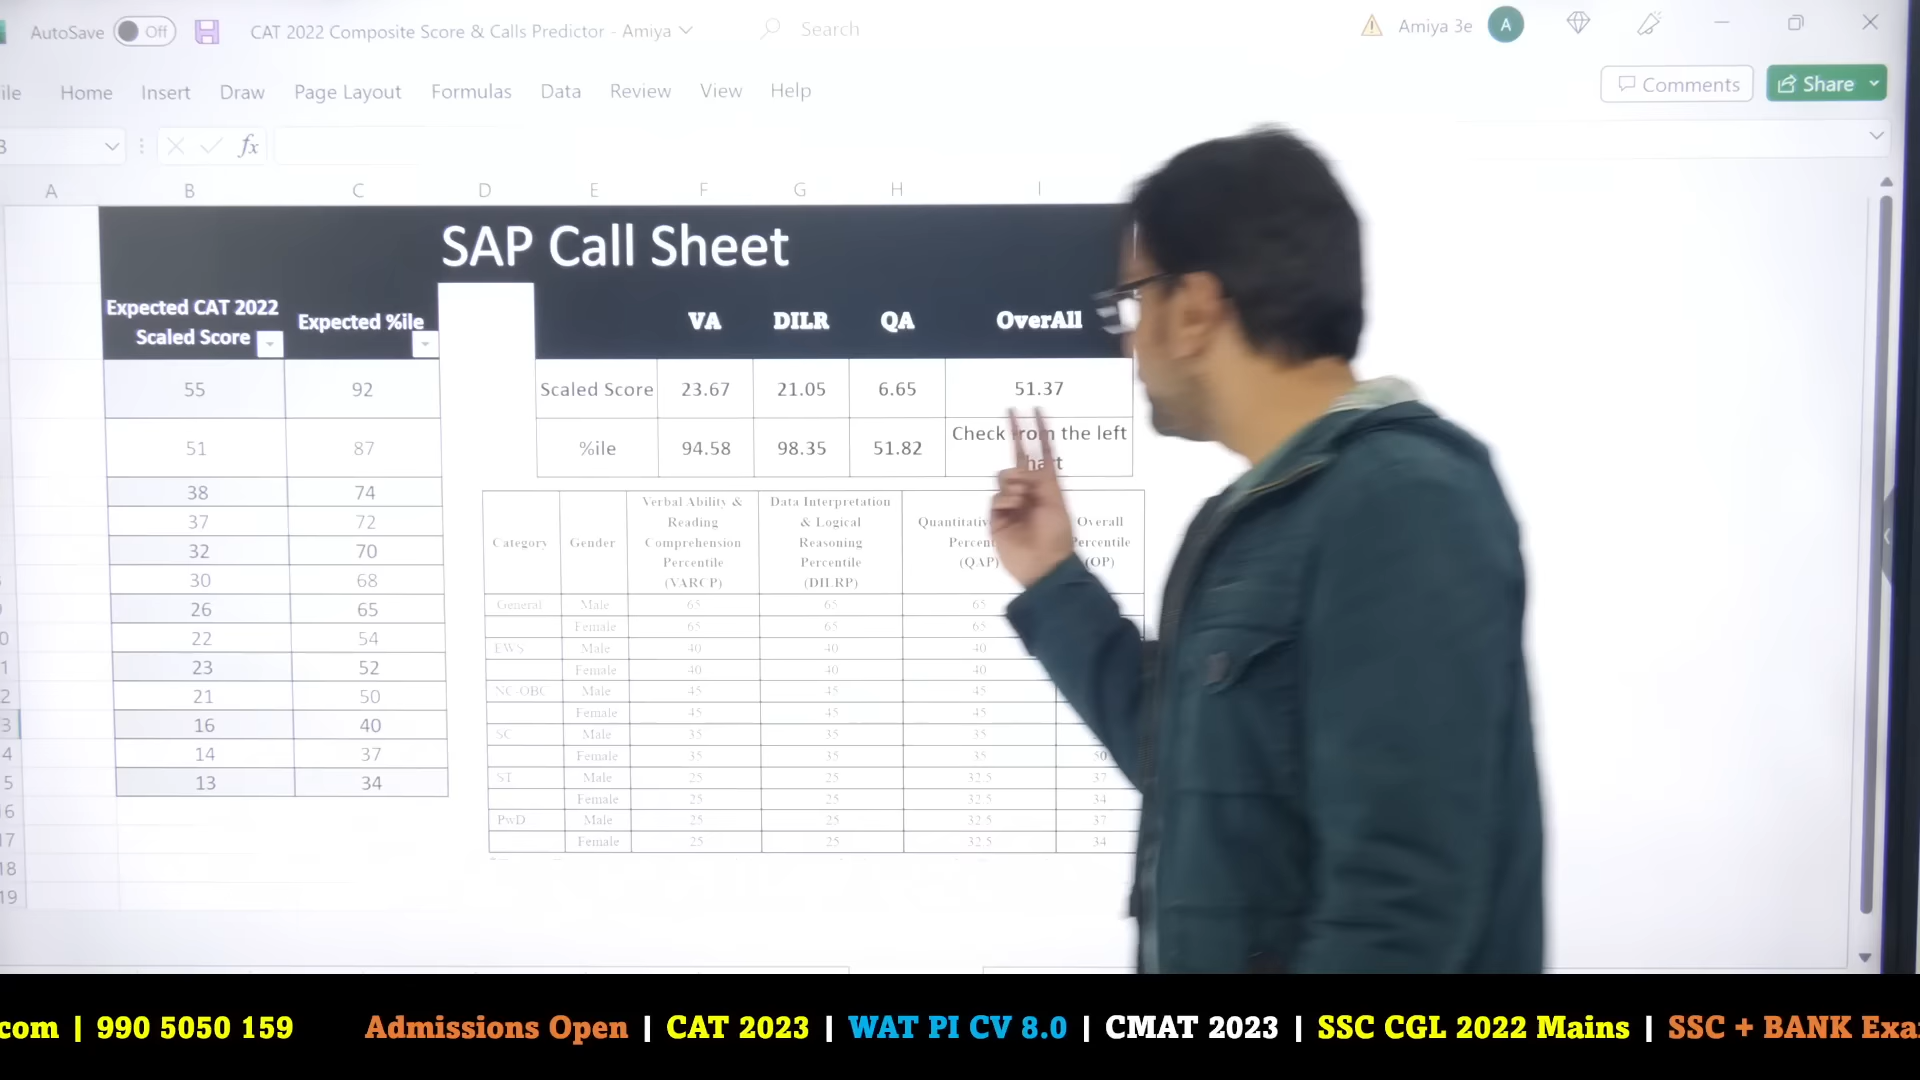 AutoSave Off CAT 2022 Composite Score & Calls Predictor - Amiya Search Amiya 3e A
Home Insert Draw Page Layout Formulas Data Review View Help Comments Share
fx
A B C D E F G H I
SAP Call Sheet
Expected CAT 2022 Scaled Score Expected %ile
VA DILR QA OverAll
Scaled Score 23.67 21.05 6.65 51.37
%ile 94.58 98.35 51.82 Check from the left
55 92
51 87
38 74
37 72
32 70
30 68
26 65
22 54
23 52
21 50
16 40
14 37
13 34
Category Gender Verbal Ability & Reading Comprehension Percentile (VARCP) Data Interpretation & Logical Reasoning Percentile (DILRP) (QAP) Overall Percentile (OP)
General Male 65 65 65
Female 65 65 65
EWS Male 40 40 40
Female 40 40 40
NC-OBC Male 45 45 45
Female 45 45 45
SC Male 35 35 35
Female 35 35 35 50
ST Male 25 25 32.5 37
Female 25 25 32.5 34
PwD Male 25 25 32.5 37
Female 25 25 32.5 34
16
17
18
19
com | 990 5050 159 Admissions Open | CAT 2023 | WAT PI CV 8.0 | CMAT 2023 | SSC CGL 2022 Mains | SSC + BANK